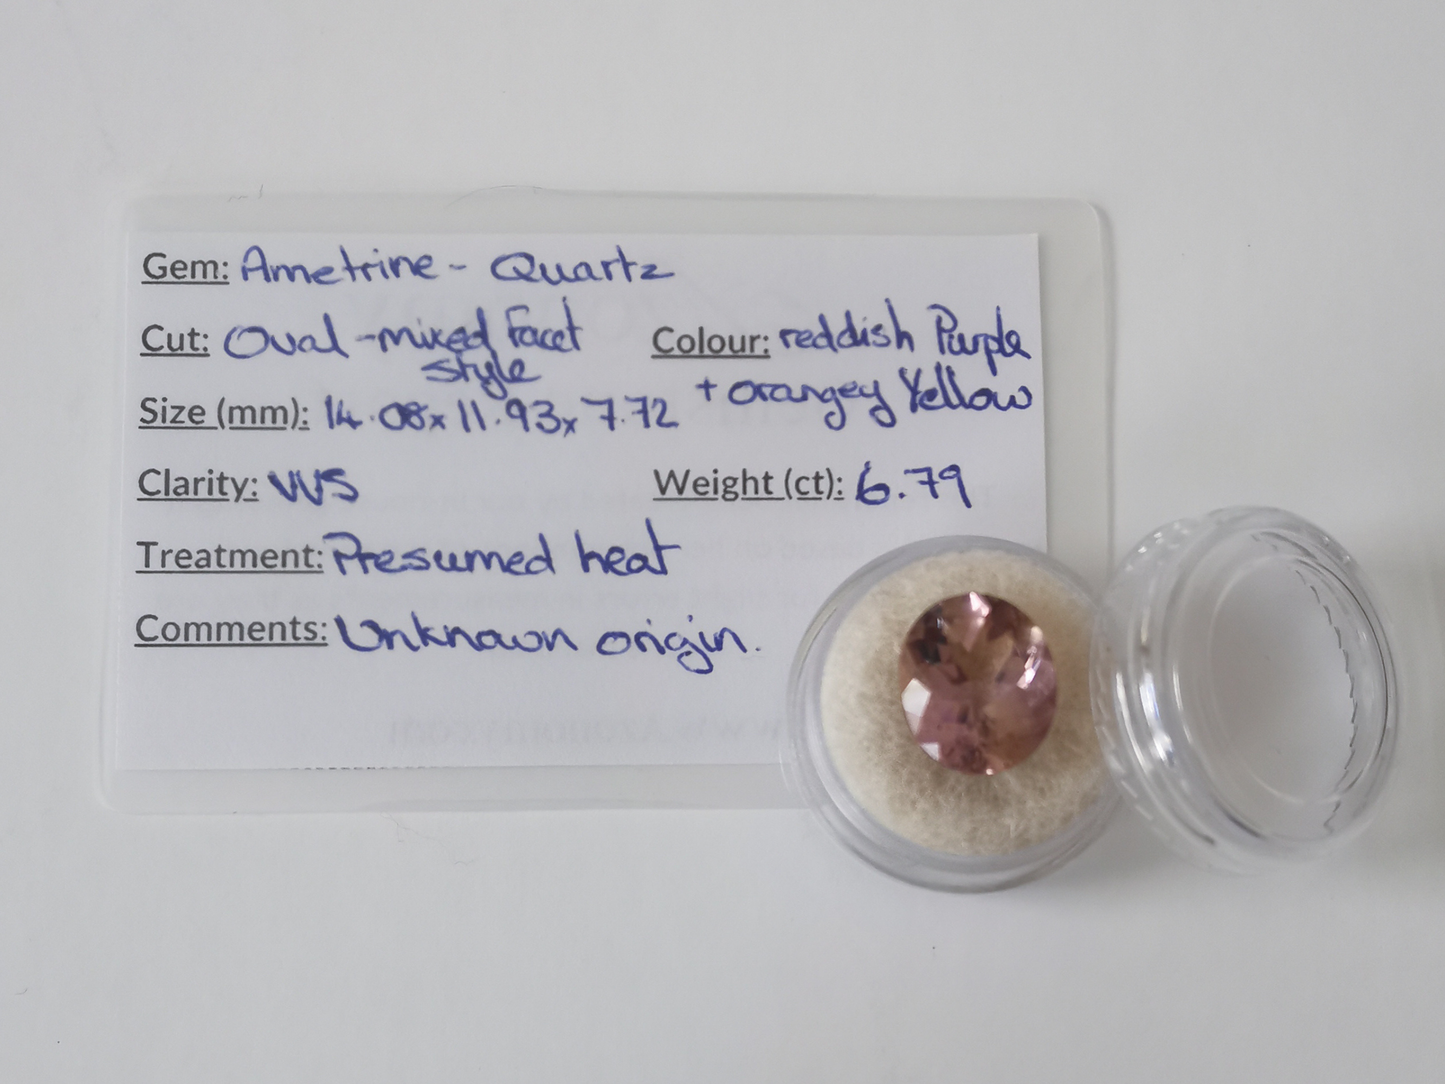 Gem: Ametrine - Quartz
Cut: Oval - mixed facet style
Colour: reddish Purple + orangey Yellow
Size (mm): 14.08 x 11.93 x 7.72
Clarity: VVS
Weight (ct): 6.79
Treatment: Presumed heat
Comments: Unknown origin.